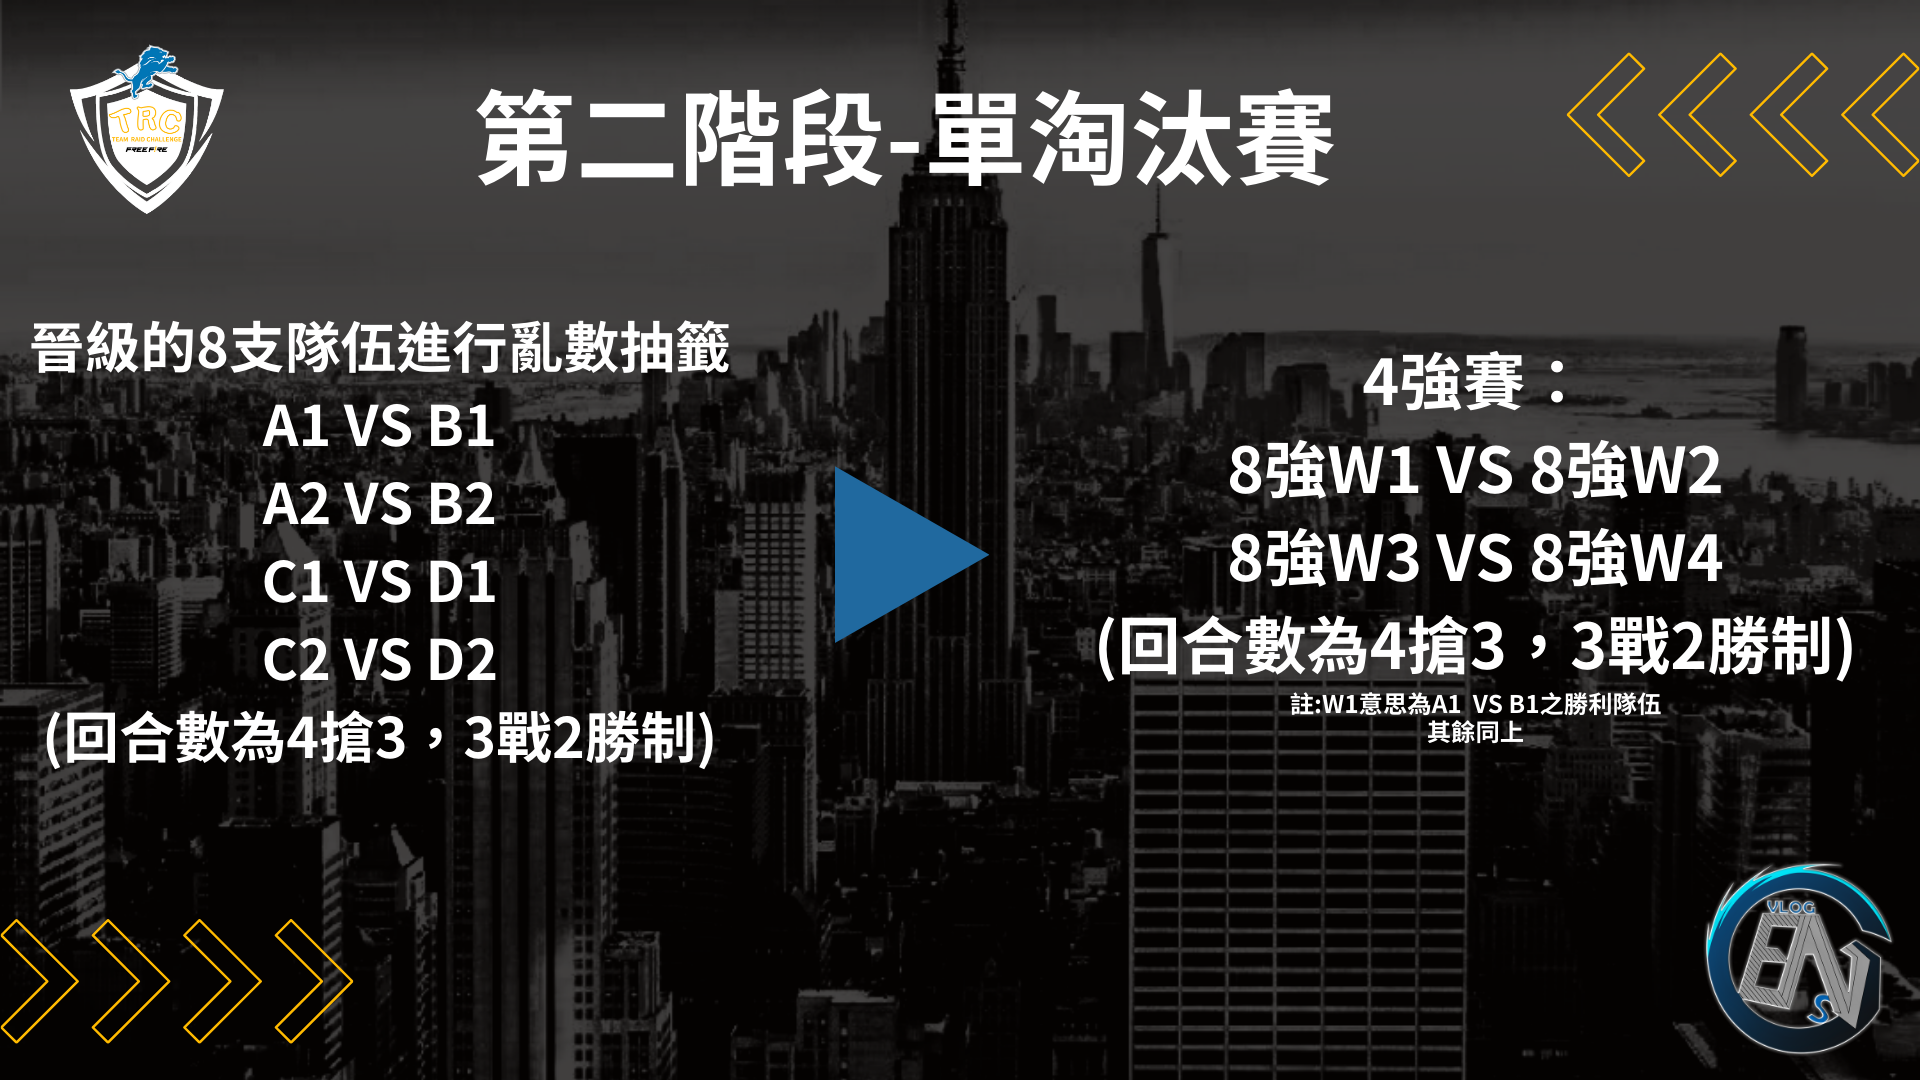 TRC
TEAM RAID CHALLENGE
FREE FIRE
第二階段-單淘汰賽
晉級的8支隊伍進行亂數抽籤
A1 VS B1
A2 VS B2
C1 VS D1
C2 VS D2
(回合數為4搶3，3戰2勝制)
4強賽：
8強W1 VS 8強W2
8強W3 VS 8強W4
(回合數為4搶3，3戰2勝制)
註:W1意思為A1 VS B1之勝利隊伍
其餘同上
VLOG